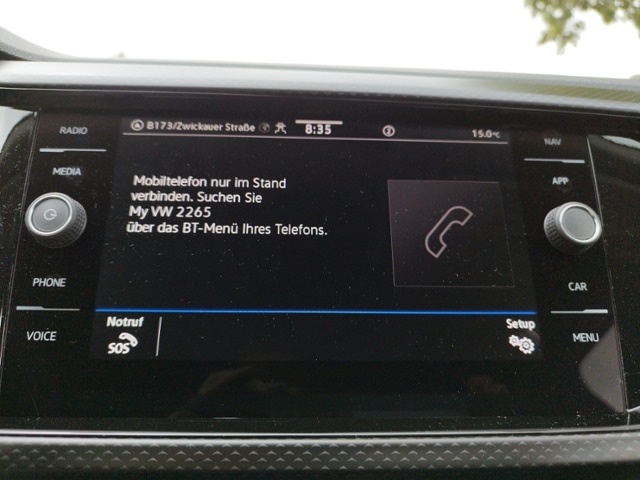 RADIO
MEDIA
PHONE
VOICE
B173/Zwickauer Straße
8:35
2
15.0°C
Mobiltelefon nur im Stand
verbinden. Suchen Sie
My VW 2265
über das BT-Menü Ihres Telefons.
Notruf
SOS
Setup
NAV
APP
CAR
MENU